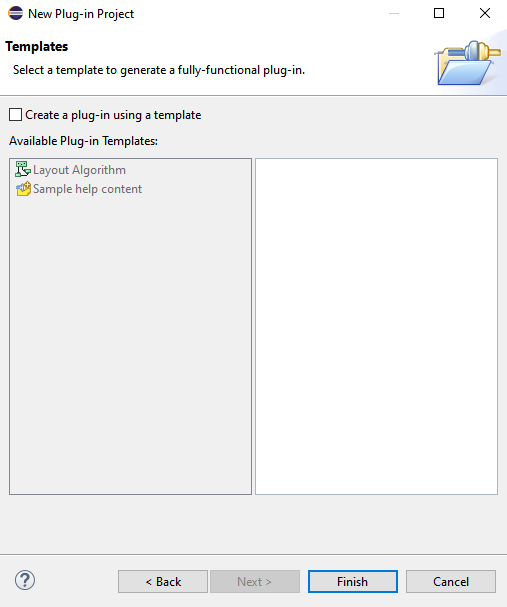 New Plug-in Project
Templates
Select a template to generate a fully-functional plug-in.
Create a plug-in using a template
Available Plug-in Templates:
Layout Algorithm
Sample help content
?
< Back
Next >
Finish
Cancel